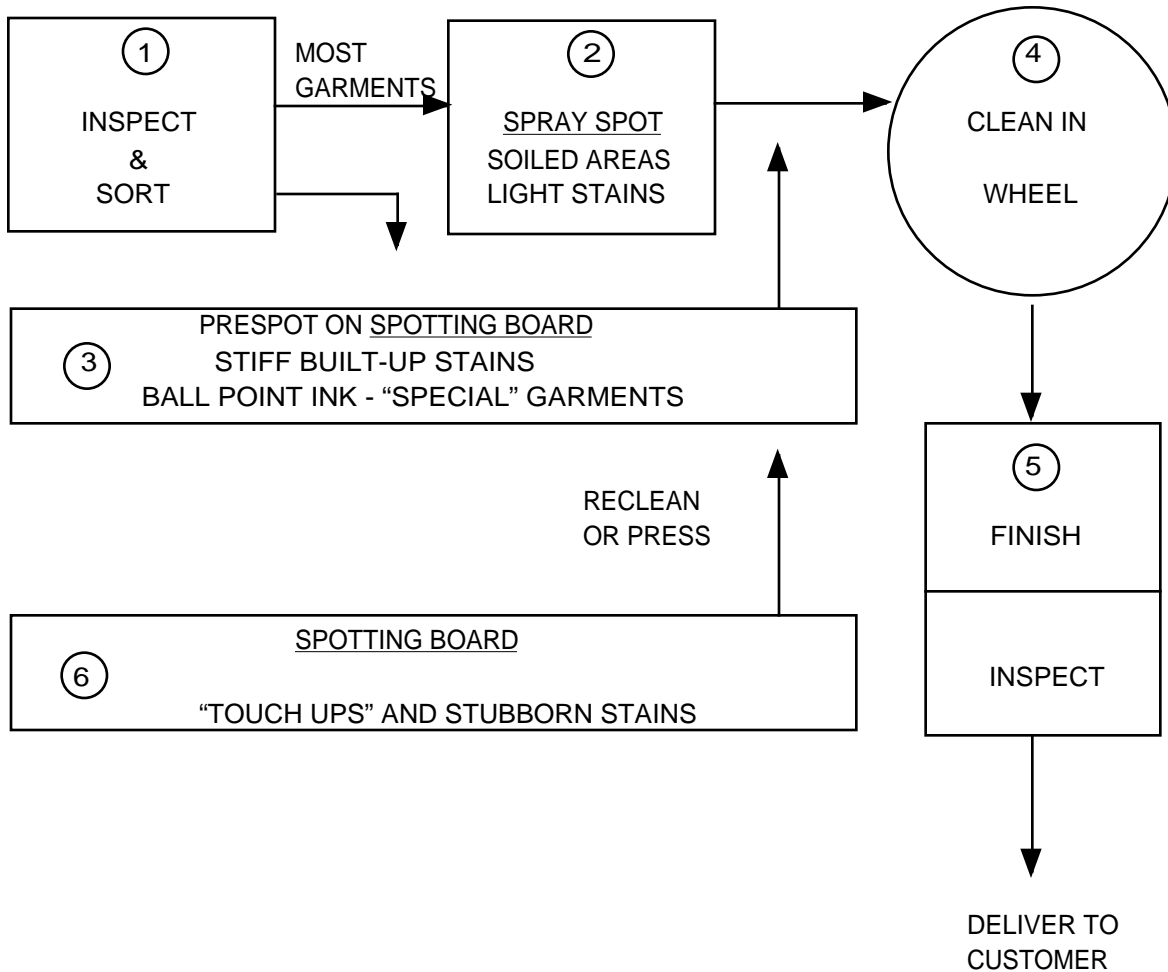 1
INSPECT
&
SORT
MOST
GARMENTS
2
SPRAY SPOT
SOILED AREAS
LIGHT STAINS
4
CLEAN IN
WHEEL
3
PRESPOT ON SPOTTING BOARD
STIFF BUILT-UP STAINS
BALL POINT INK - “SPECIAL” GARMENTS
RECLEAN
OR PRESS
5
FINISH
INSPECT
6
SPOTTING BOARD
“TOUCH UPS” AND STUBBORN STAINS
DELIVER TO
CUSTOMER